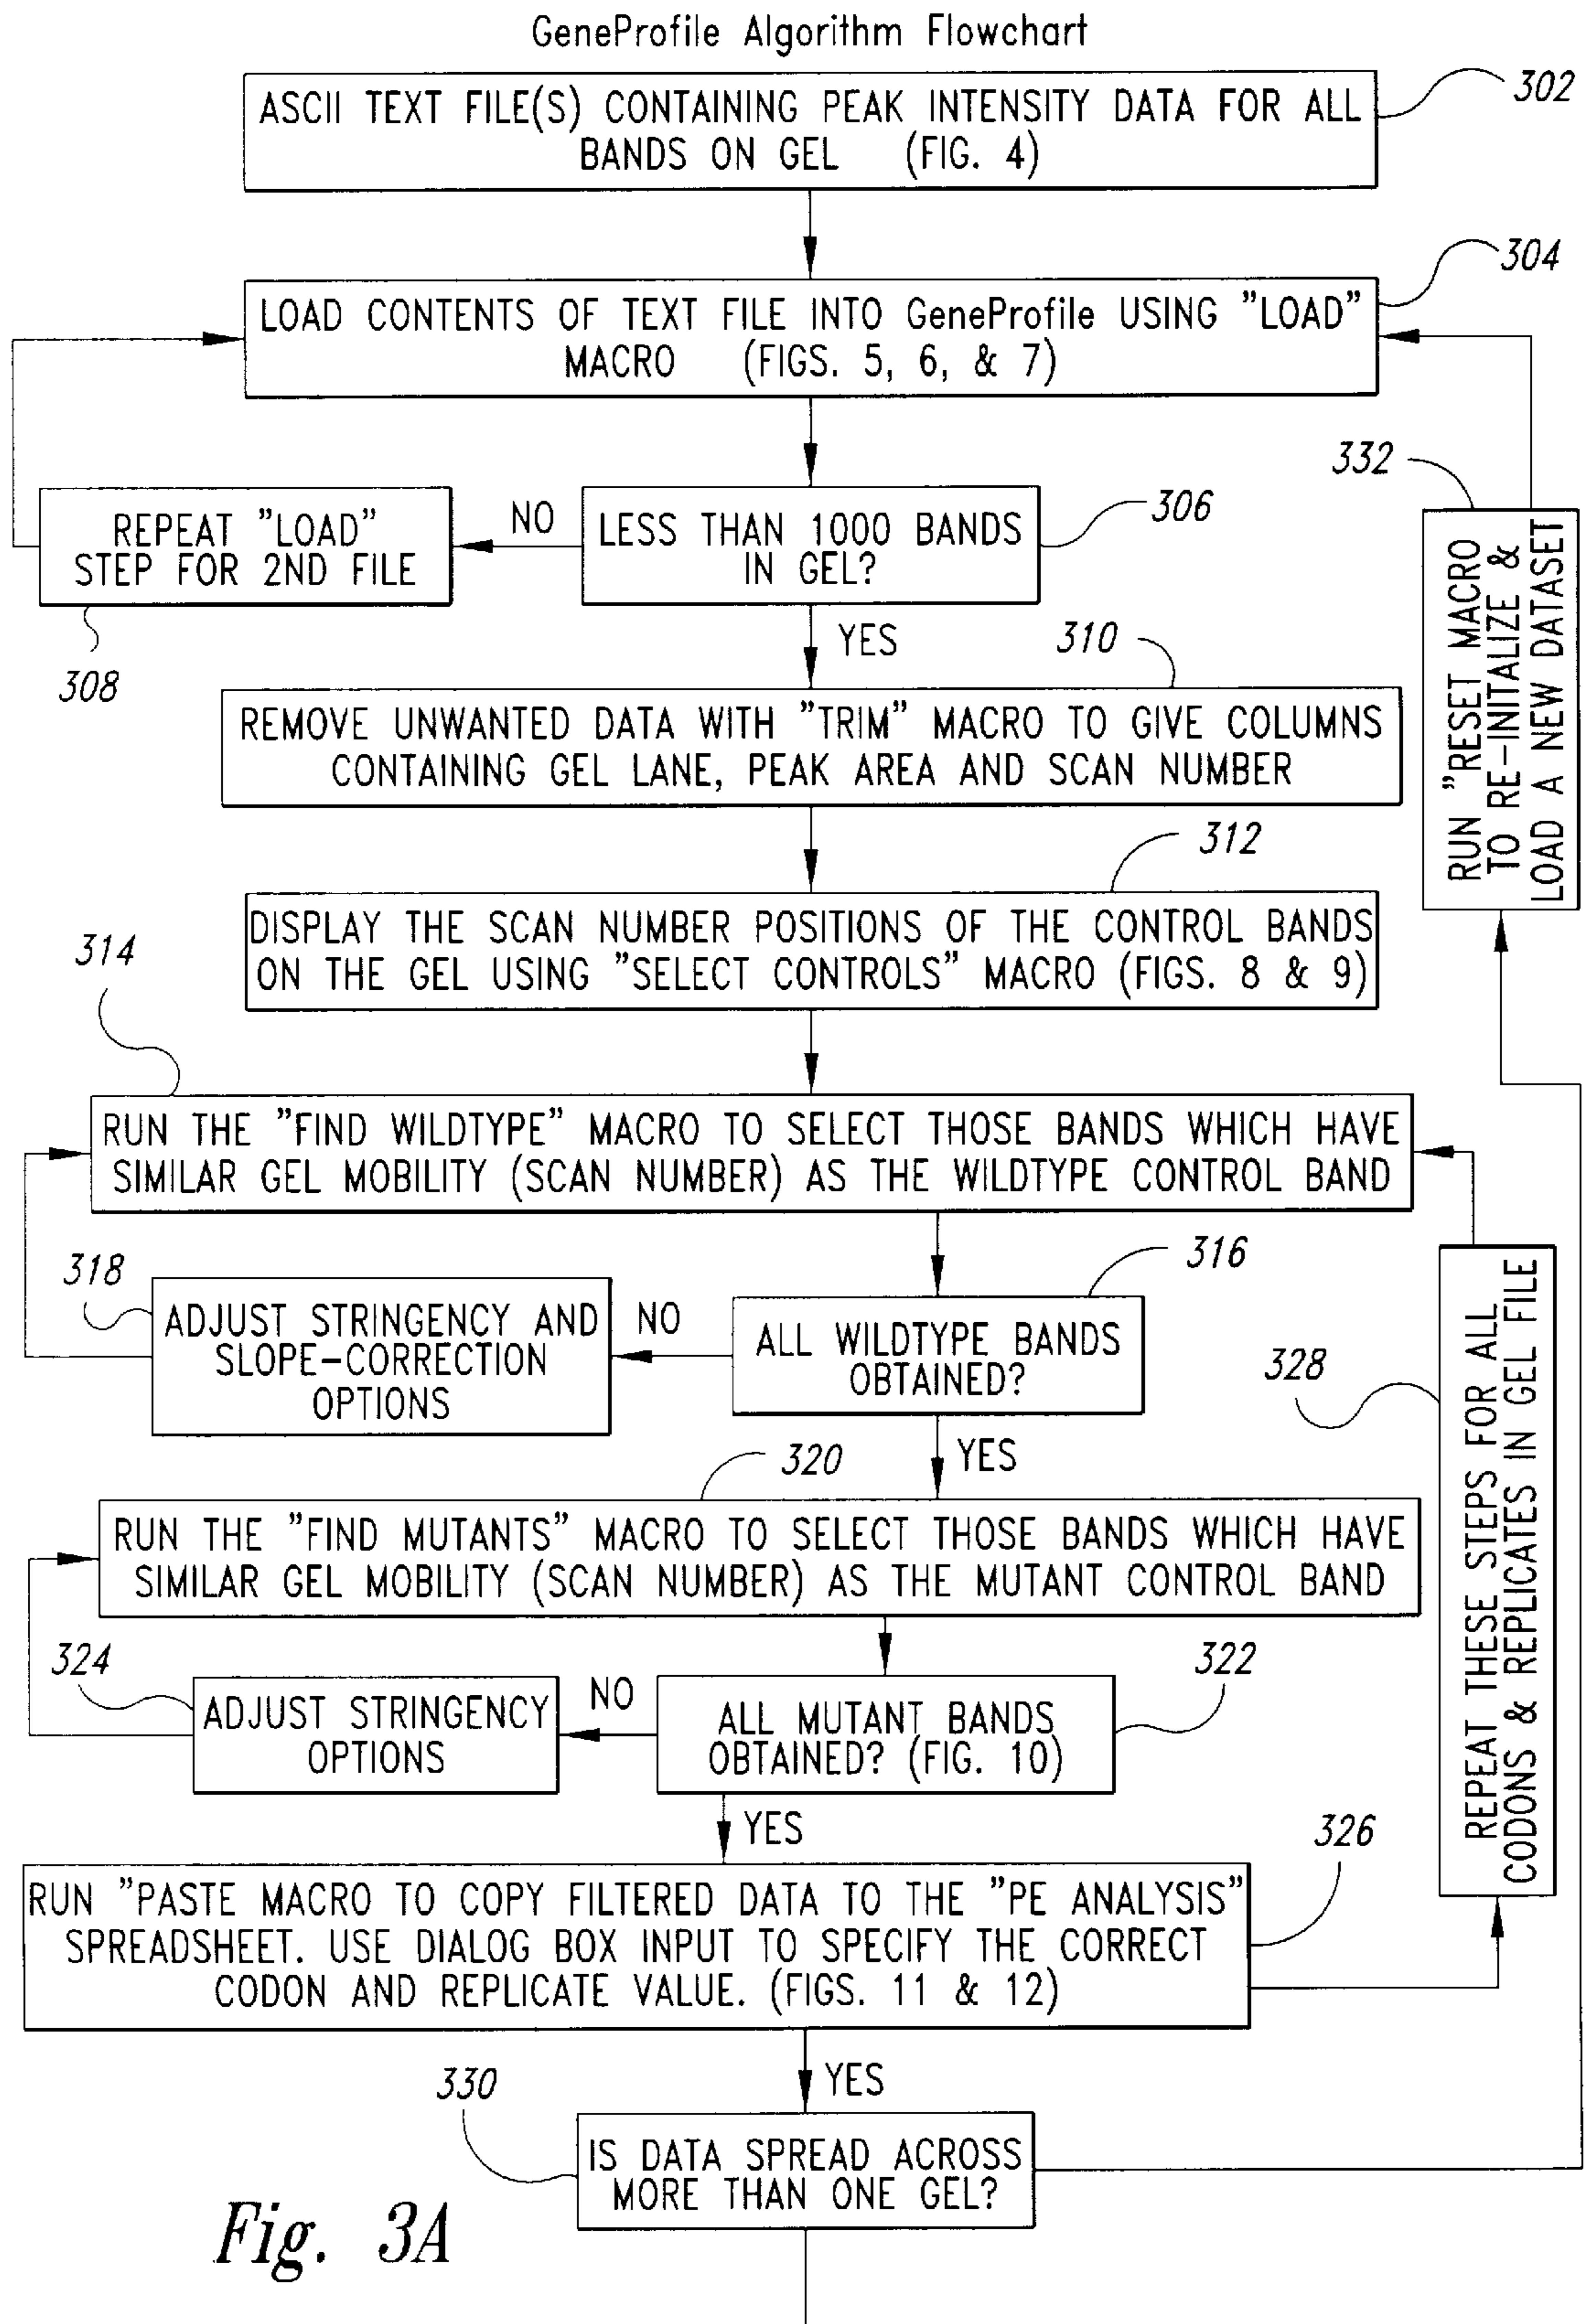 GeneProfile Algorithm Flowchart
302
ASCII TEXT FILE(S) CONTAINING PEAK INTENSITY DATA FOR ALL
BANDS ON GEL (FIG. 4)
304
LOAD CONTENTS OF TEXT FILE INTO GeneProfile USING "LOAD"
MACRO (FIGS. 5, 6, & 7)
306
LESS THAN 1000 BANDS
IN GEL?
NO
REPEAT "LOAD"
STEP FOR 2ND FILE
308
YES
310
REMOVE UNWANTED DATA WITH "TRIM" MACRO TO GIVE COLUMNS
CONTAINING GEL LANE, PEAK AREA AND SCAN NUMBER
332
RUN "RESET MACRO
TO RE-INITALIZE &
LOAD A NEW DATASET
312
DISPLAY THE SCAN NUMBER POSITIONS OF THE CONTROL BANDS
ON THE GEL USING "SELECT CONTROLS" MACRO (FIGS. 8 & 9)
314
RUN THE "FIND WILDTYPE" MACRO TO SELECT THOSE BANDS WHICH HAVE
SIMILAR GEL MOBILITY (SCAN NUMBER) AS THE WILDTYPE CONTROL BAND
316
ALL WILDTYPE BANDS
OBTAINED?
NO
318
ADJUST STRINGENCY AND
SLOPE-CORRECTION
OPTIONS
YES
320
RUN THE "FIND MUTANTS" MACRO TO SELECT THOSE BANDS WHICH HAVE
SIMILAR GEL MOBILITY (SCAN NUMBER) AS THE MUTANT CONTROL BAND
322
ALL MUTANT BANDS
OBTAINED? (FIG. 10)
NO
324
ADJUST STRINGENCY
OPTIONS
YES
326
RUN "PASTE MACRO TO COPY FILTERED DATA TO THE "PE ANALYSIS"
SPREADSHEET. USE DIALOG BOX INPUT TO SPECIFY THE CORRECT
CODON AND REPLICATE VALUE. (FIGS. 11 & 12)
328
REPEAT THESE STEPS FOR ALL
CODONS & REPLICATES IN GEL FILE
YES
330
IS DATA SPREAD ACROSS
MORE THAN ONE GEL?
Fig. 3A